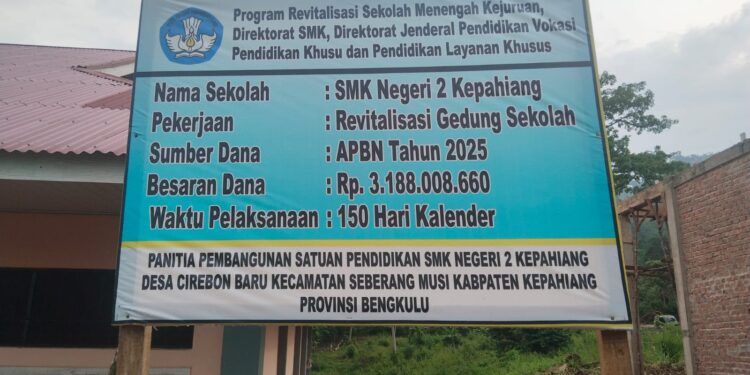 Program Revitalisasi Sekolah Menengah Kejuruan,
Direktorat SMK, Direktorat Jenderal Pendidikan Vokasi
Pendidikan Khusu dan Pendidikan Layanan Khusus
Nama Sekolah : SMK Negeri 2 Kepahiang
Pekerjaan : Revitalisasi Gedung Sekolah
Sumber Dana : APBN Tahun 2025
Besaran Dana : Rp. 3.188.008.660
Waktu Pelaksanaan : 150 Hari Kalender
PANITIA PEMBANGUNAN SATUAN PENDIDIKAN SMK NEGERI 2 KEPAHIANG
DESA CIREBON BARU KECAMATAN SEBERANG MUSI KABPATEN KEPAHIANG
PROVINSI BENGKULU